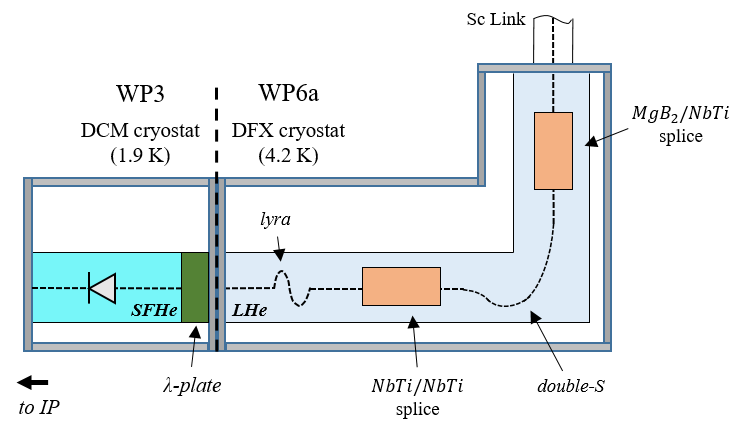 Sc Link
WP3
WP6a
DCM cryostat
(1.9 K)
DFX cryostat
(4.2 K)
MgB₂/NbTi
splice
lyra
SFHe
LHe
λ-plate
NbTi/NbTi
splice
double-S
to IP